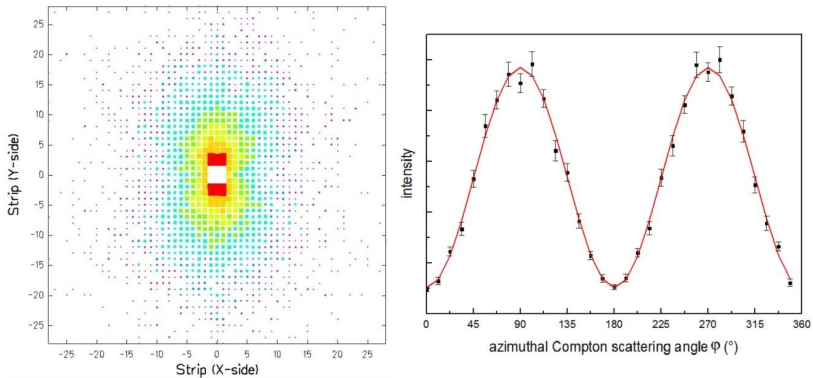 25
20
15
10
5
0
-5
-10
-15
-20
-25
Strip (Y-side)
-25 -20 -15 -10 -5 0 5 10 15 20 25
Strip (X-side)
intensity
0 45 90 135 180 225 270 315 360
azimuthal Compton scattering angle φ (°)